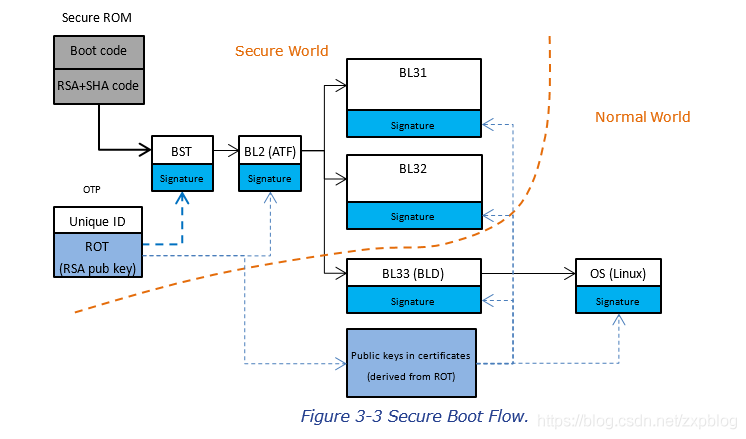 Secure ROM
Boot code
RSA+SHA code
Secure World
Normal World
BL31
Signature
BST
Signature
BL2 (ATF)
Signature
BL32
Signature
OTP
Unique ID
ROT
(RSA pub key)
BL33 (BLD)
Signature
OS (Linux)
Signature
Public keys in certificates
(derived from ROT)
Figure 3-3 Secure Boot Flow.
https://blog.csdn.net/zxpblog